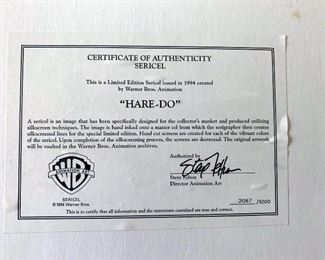 CERTIFICATE OF AUTHENTICITY
SERICEL
This is a Limited Edition Sericel issued in 1994 created
by Warner Bros. Animation
"HARE-DO"
A sericel is an image that has been specifically designed for the collector's market and produced utilizing
silkscreen techniques. The image is hand inked onto a master cel from which the serigrapher then creates
silkscreened lines for the special limited edition. Hand cut screens are created for each of the vibrant colors
of the sericel. Upon completion of the silkscreening process, the screens are destroyed. The original artwork
will be vaulted in the Warner Bros. Animation archives.
Authorized by
Steve Felton
Director Animation Art
WB
ANIMATION ART
SERICEL
© 1994 Warner Bros.
2087 /5000
This is to certify that all information and the statements contained are true and correct.